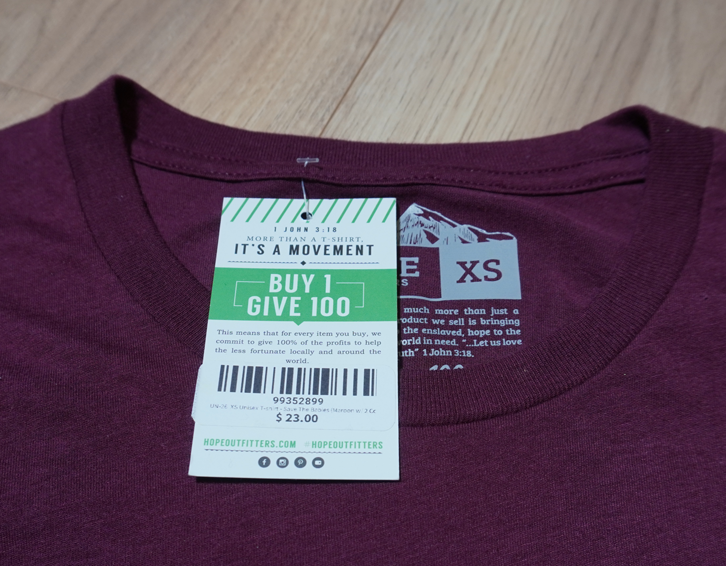 1 JOHN 3:18
MORE THAN A T-SHIRT,
IT'S A MOVEMENT
BUY 1
GIVE 100
This means that for every item you buy, we
commit to give 100% of the profits to help
the less fortunate locally and around the
world.
99352899
$ 23.00
HOPEOUTFITTERS.COM HOPEOUTFITTERS
XS
much more than just a
we sell is bringing
the enslaved, hope to the
world in need. "...Let us love
1 John 3:18.